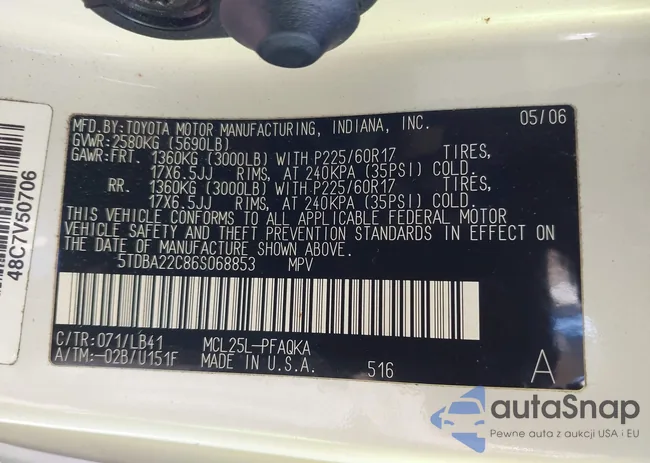 MFD.BY:TOYOTA MOTOR MANUFACTURING, INDIANA, INC. 05/06
GVWR:2580KG (5690LB)
GAWR:FRT. 1360KG (3000LB) WITH P225/60R17 TIRES,
17X6.5JJ RIMS, AT 240KPA (35PSI) COLD.
RR. 1360KG (3000LB) WITH P225/60R17 TIRES,
17X6.5JJ RIMS, AT 240KPA (35PSI) COLD.
THIS VEHICLE CONFORMS TO ALL APPLICABLE FEDERAL MOTOR
VEHICLE SAFETY AND THEFT PREVENTION STANDARDS IN EFFECT ON
THE DATE OF MANUFACTURE SHOWN ABOVE.
5TDBA22C86S068853 MPV
C/TR:071/LB41 MCL25L-PFAQKA
A/TM:-02B/U151F MADE IN U.S.A. 516 A
48C7V50706
autaSnap
Pewne auta z aukcji USA i EU